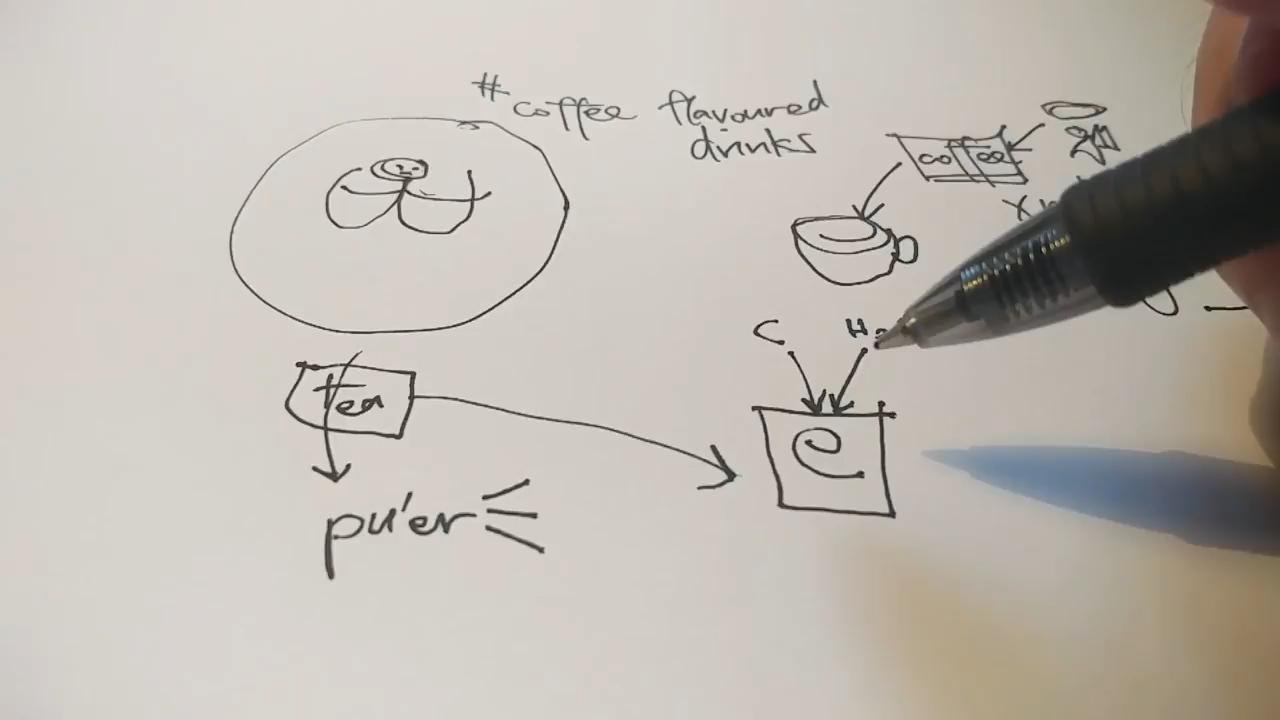 # coffee flavoured
drinks
coffee
C
tea
e
pu'er